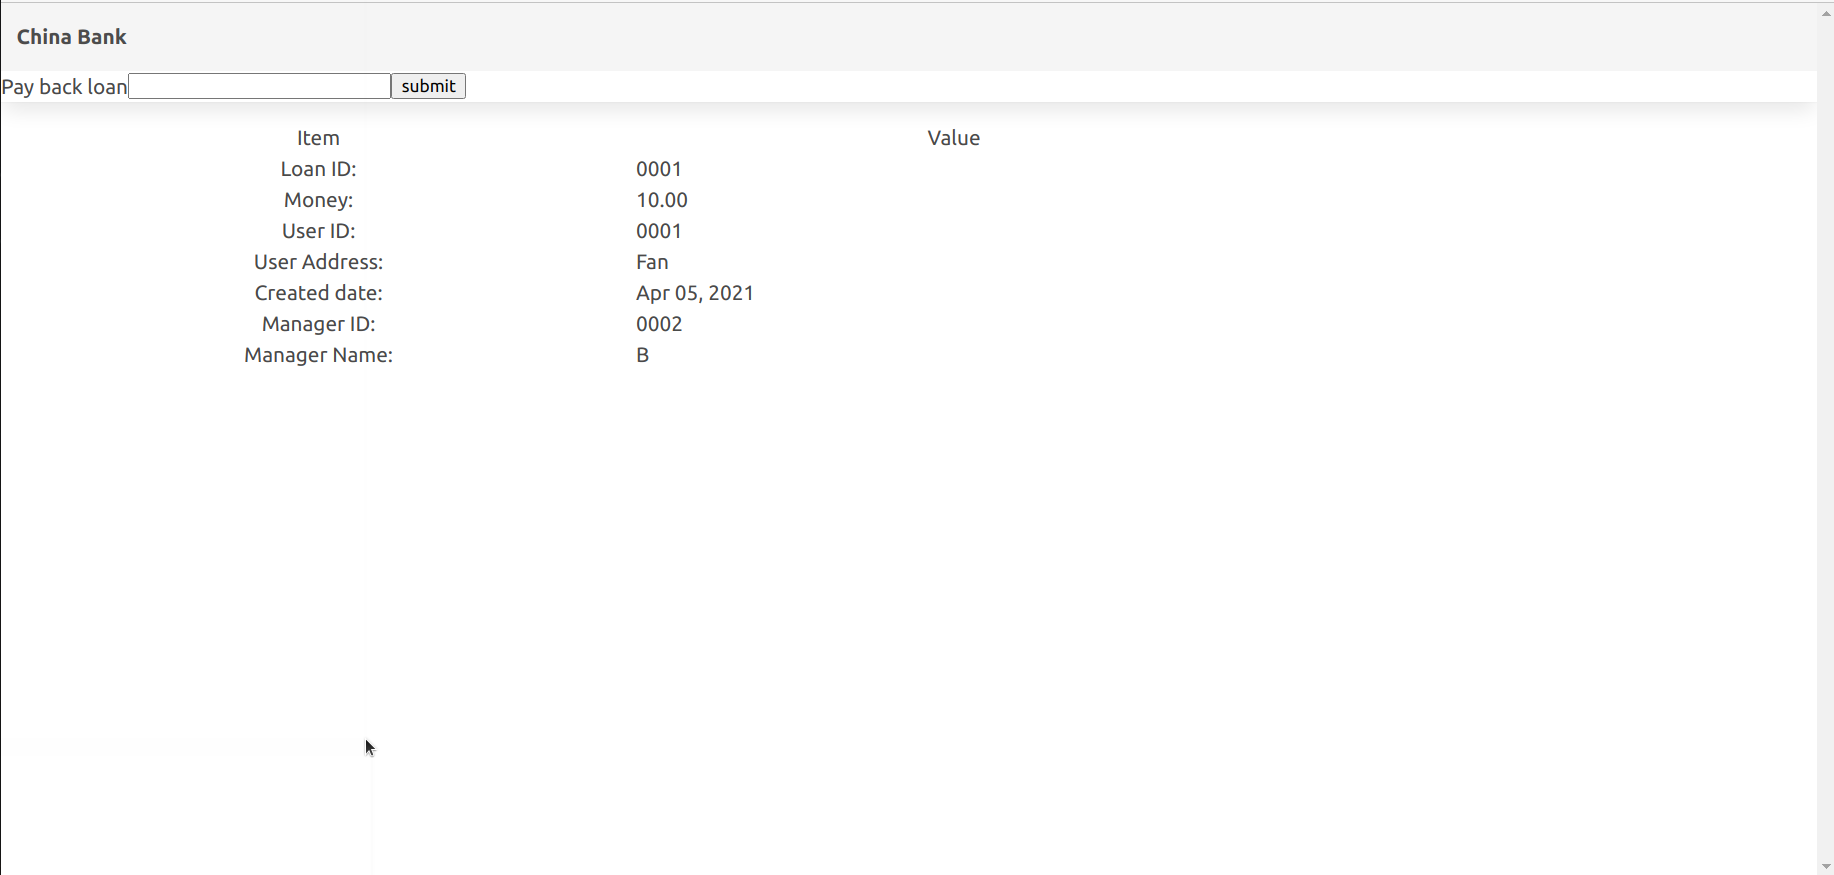 China Bank
Pay back loan submit
Item Value
Loan ID: 0001
Money: 10.00
User ID: 0001
User Address: Fan
Created date: Apr 05, 2021
Manager ID: 0002
Manager Name: B